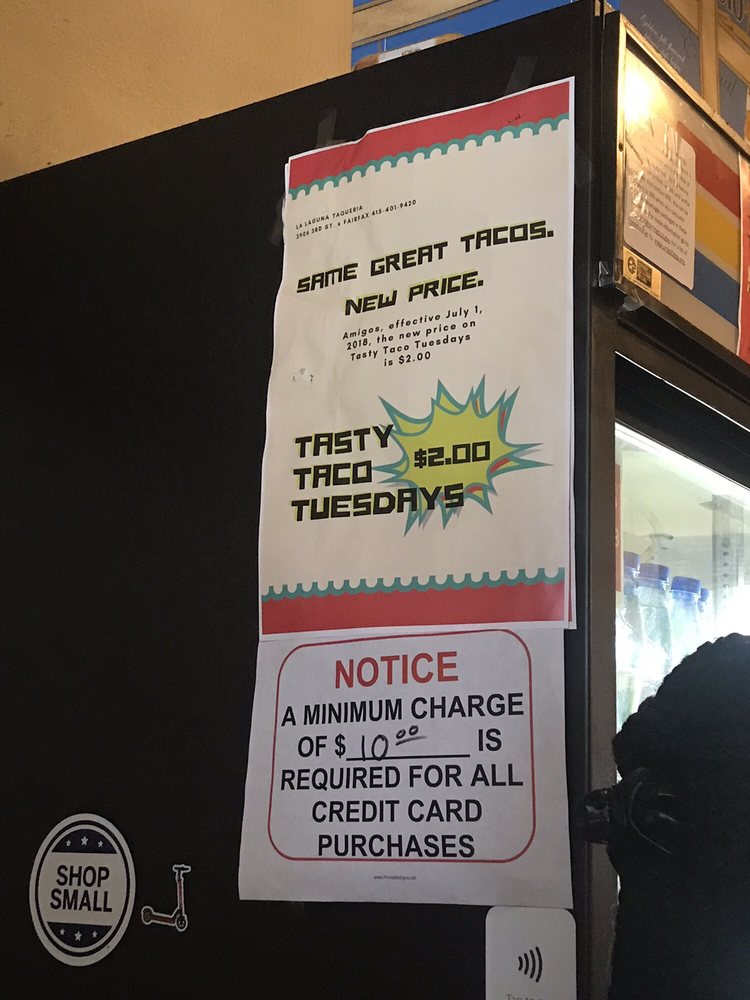 LA LAGUNA TAQUERIA
3906 3RD ST. & FAIRFAX 415-401-9420
SAME GREAT TACOS.
NEW PRICE.
Amigos, effective July 1,
2018, the new price on
Tasty Taco Tuesdays
is $2.00
TASTY
TACO
TUESDAYS
$2.00
NOTICE
A MINIMUM CHARGE
OF $ 10.00 IS
REQUIRED FOR ALL
CREDIT CARD
PURCHASES
SHOP
SMALL